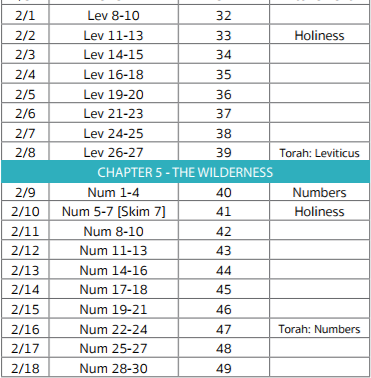 2/1 Lev 8-10 32
2/2 Lev 11-13 33 Holiness
2/3 Lev 14-15 34
2/4 Lev 16-18 35
2/5 Lev 19-20 36
2/6 Lev 21-23 37
2/7 Lev 24-25 38
2/8 Lev 26-27 39 Torah: Leviticus
CHAPTER 5 - THE WILDERNESS
2/9 Num 1-4 40 Numbers
2/10 Num 5-7 [Skim 7] 41 Holiness
2/11 Num 8-10 42
2/12 Num 11-13 43
2/13 Num 14-16 44
2/14 Num 17-18 45
2/15 Num 19-21 46
2/16 Num 22-24 47 Torah: Numbers
2/17 Num 25-27 48
2/18 Num 28-30 49